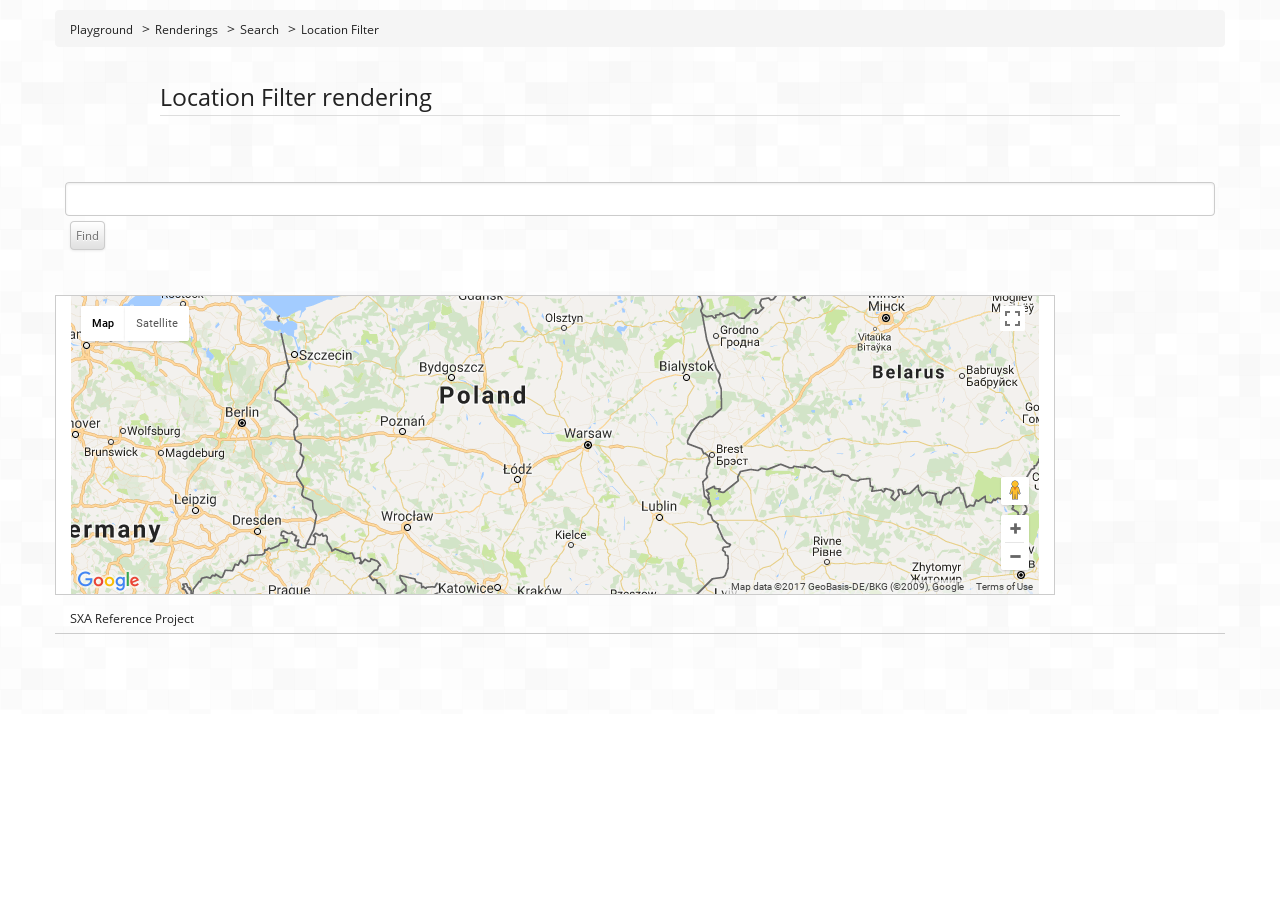 Playground > Renderings > Search > Location Filter
Location Filter rendering
Find
Map Satellite
Gdańsk
Olsztyn
Grodno
Гродна
Мінск
Vitaŭka
Вітаўка
Szczecin
Bydgoszcz
Bialystok
Belarus
Babruysk
Бабруйск
Poland
Berlin
Poznań
Wolfsburg
Warsaw
Brunswick
Magdeburg
Brest
Брэст
Łódź
Leipzig
Lublin
Dresden
Wrocław
Kielce
Rivne
Рівне
Zhytomyr
Житомир
Google
Prague
Katowice
Kraków
Rzeszow
Map data ©2017 GeoBasis-DE/BKG (©2009), Google Terms of Use
SXA Reference Project